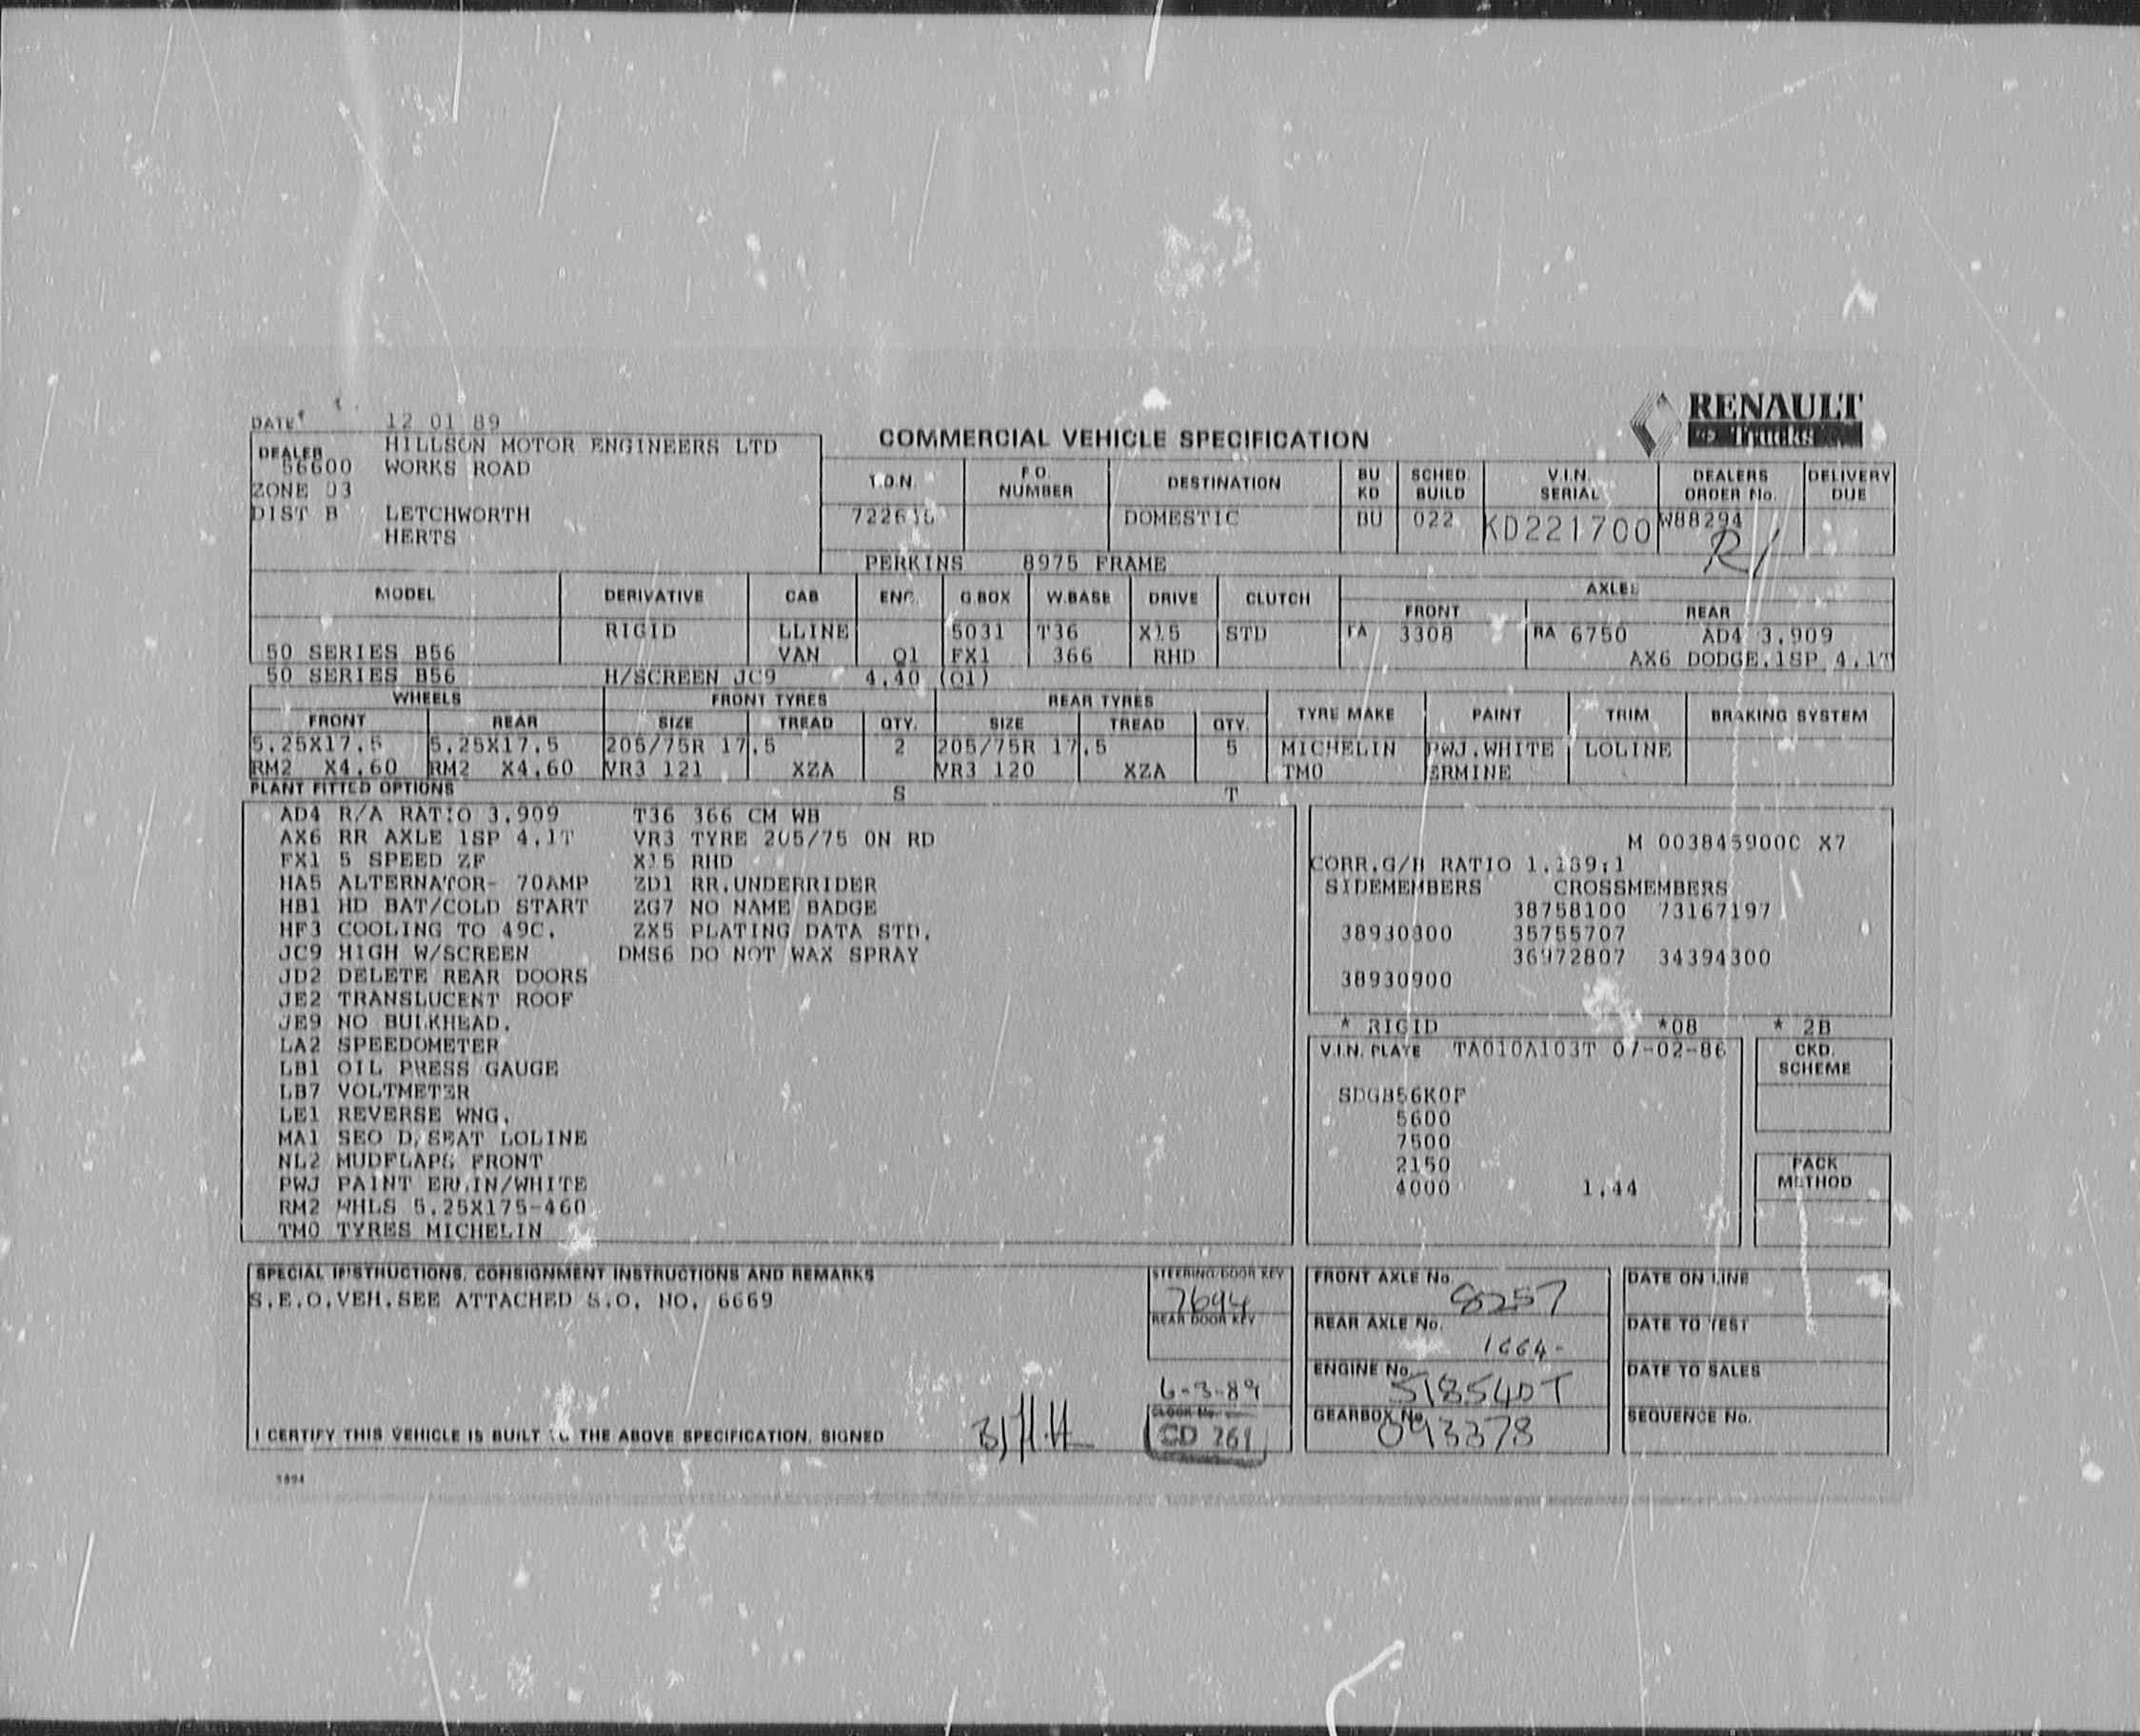 DATE 12 01 89
RENAULT
Trucks
COMMERCIAL VEHICLE SPECIFICATION
DEALER HILLSON MOTOR ENGINEERS LTD
56600 WORKS ROAD
ZONE 03
DIST B LETCHWORTH
HERTS
T.O.N. F.O. NUMBER DESTINATION BU KD SCHED. BUILD V.I.N. SERIAL DEALERS ORDER No. DELIVERY DUE
DOMESTIC BU 022 KD221700 W88294
R1
PERKINS 8975 FRAME
MODEL DERIVATIVE CAB ENG. G.BOX W.BASE DRIVE CLUTCH AXLES
FRONT REAR
RIGID LLINE 5031 T36 X15 STD FA 3308 RA 6750 AD4 3.909
50 SERIES B56 VAN Q1 FX1 366 RHD AX6 DODGE.1SP 4.1T
50 SERIES B56 H/SCREEN JC9 4.40 (Q1)
WHEELS FRONT TYRES REAR TYRES TYRE MAKE PAINT TRIM BRAKING SYSTEM
FRONT REAR SIZE TREAD QTY. SIZE TREAD QTY.
5.25X17.5 5.25X17.5 205/75R 17.5 2 205/75R 17.5 5 MICHELIN PWJ.WHITE LOLINE
RM2 X4.60 RM2 X4.60 VR3 121 XZA VR3 120 XZA TM0 ERMINE
PLANT FITTED OPTIONS S T
AD4 R/A RATIO 3.909 T36 366 CM WB
AX6 RR AXLE 1SP 4.1T VR3 TYRE 205/75 ON RD
FX1 5 SPEED ZF X15 RHD
HA5 ALTERNATOR- 70AMP ZD1 RR.UNDERRIDER
HB1 HD BAT/COLD START ZG7 NO NAME BADGE
HF3 COOLING TO 49C. ZX5 PLATING DATA STD.
JC9 HIGH W/SCREEN DMS6 DO NOT WAX SPRAY
JD2 DELETE REAR DOORS
JE2 TRANSLUCENT ROOF
JE9 NO BULKHEAD.
LA2 SPEEDOMETER
LB1 OIL PRESS GAUGE
LB7 VOLTMETER
LE1 REVERSE WNG.
MA1 SEO D.SEAT LOLINE
NL2 MUDFLAPS FRONT
PWJ PAINT ERMIN/WHITE
RM2 WHLS 5.25X175-460
TM0 TYRES MICHELIN
M 003845900C X7
CORR.G/B RATIO 1.189:1
SIDEMEMBERS CROSSMEMBERS
38758100 73167197
38930800 35755707
36972807 34394300
38930900
* RIGID *08 * 2B
V.I.N. PLATE TA010A103T 07-02-86
SDGB56K0F
5600
7500
2150
4000 1.44
CKD. SCHEME
PACK METHOD
SPECIAL INSTRUCTIONS, CONSIGNMENT INSTRUCTIONS AND REMARKS
S.E.O.VEH.SEE ATTACHED S.O. NO. 6669
STEERING/DOOR KEY
7694
REAR DOOR KEY
6-3-89
CLOCK No.
CD 261
FRONT AXLE No. 8257
REAR AXLE No. 1664-
ENGINE No. 518540T
GEARBOX No. 093378
DATE ON LINE
DATE TO TEST
DATE TO SALES
SEQUENCE No.
I CERTIFY THIS VEHICLE IS BUILT TO THE ABOVE SPECIFICATION. SIGNED